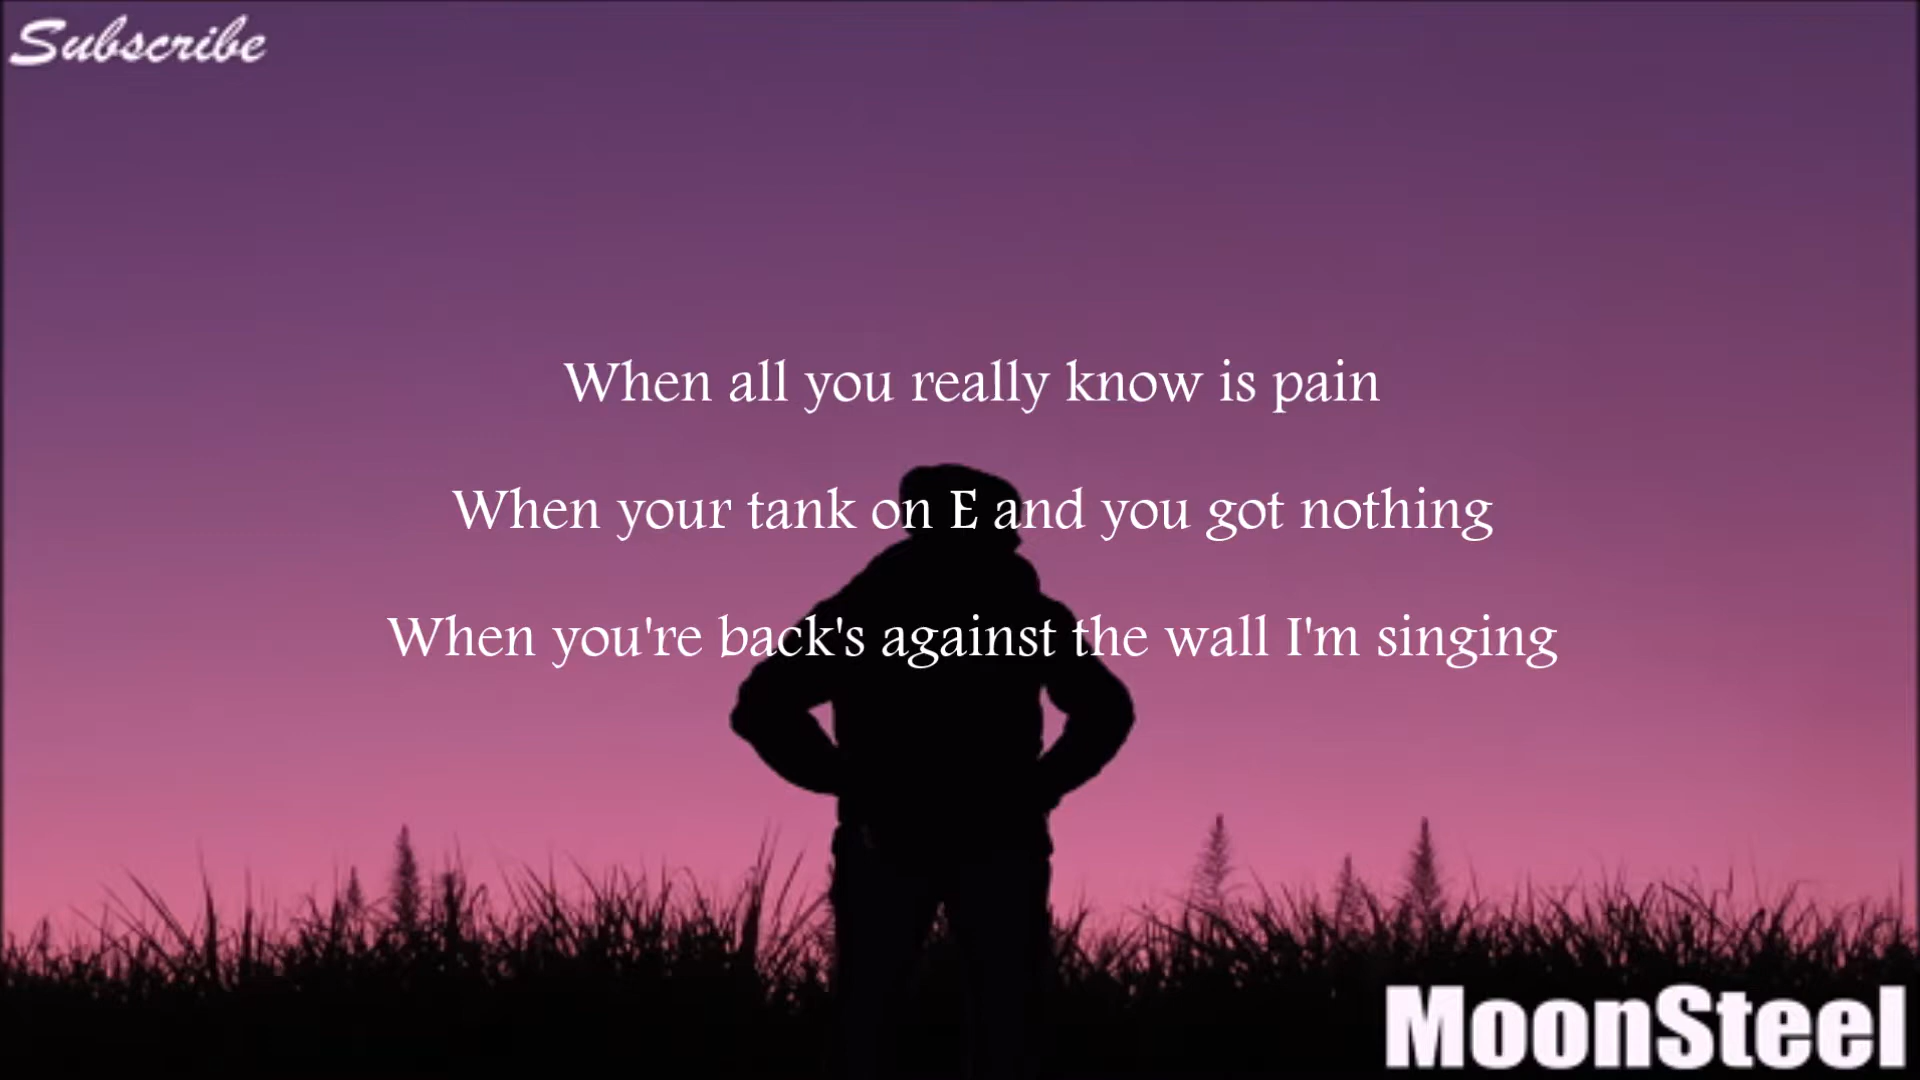 Subscribe
When all you really know is pain
When your tank on E and you got nothing
When you're back's against the wall I'm singing
MoonSteel